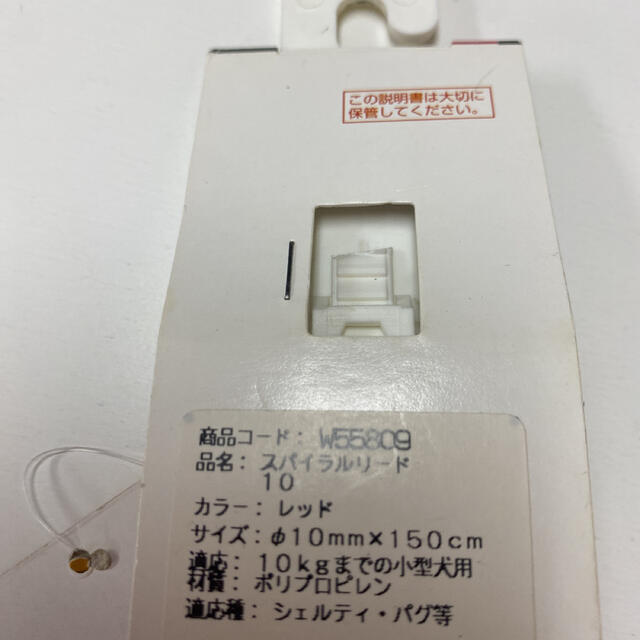 この説明書は大切に
保管してください。
商品コード: W55809
品名: スパイラルリード
10
カラー: レッド
サイズ: φ10mm×150cm
適応: 10kgまでの小型犬用
材質: ポリプロピレン
適応種: シェルティ・パグ等